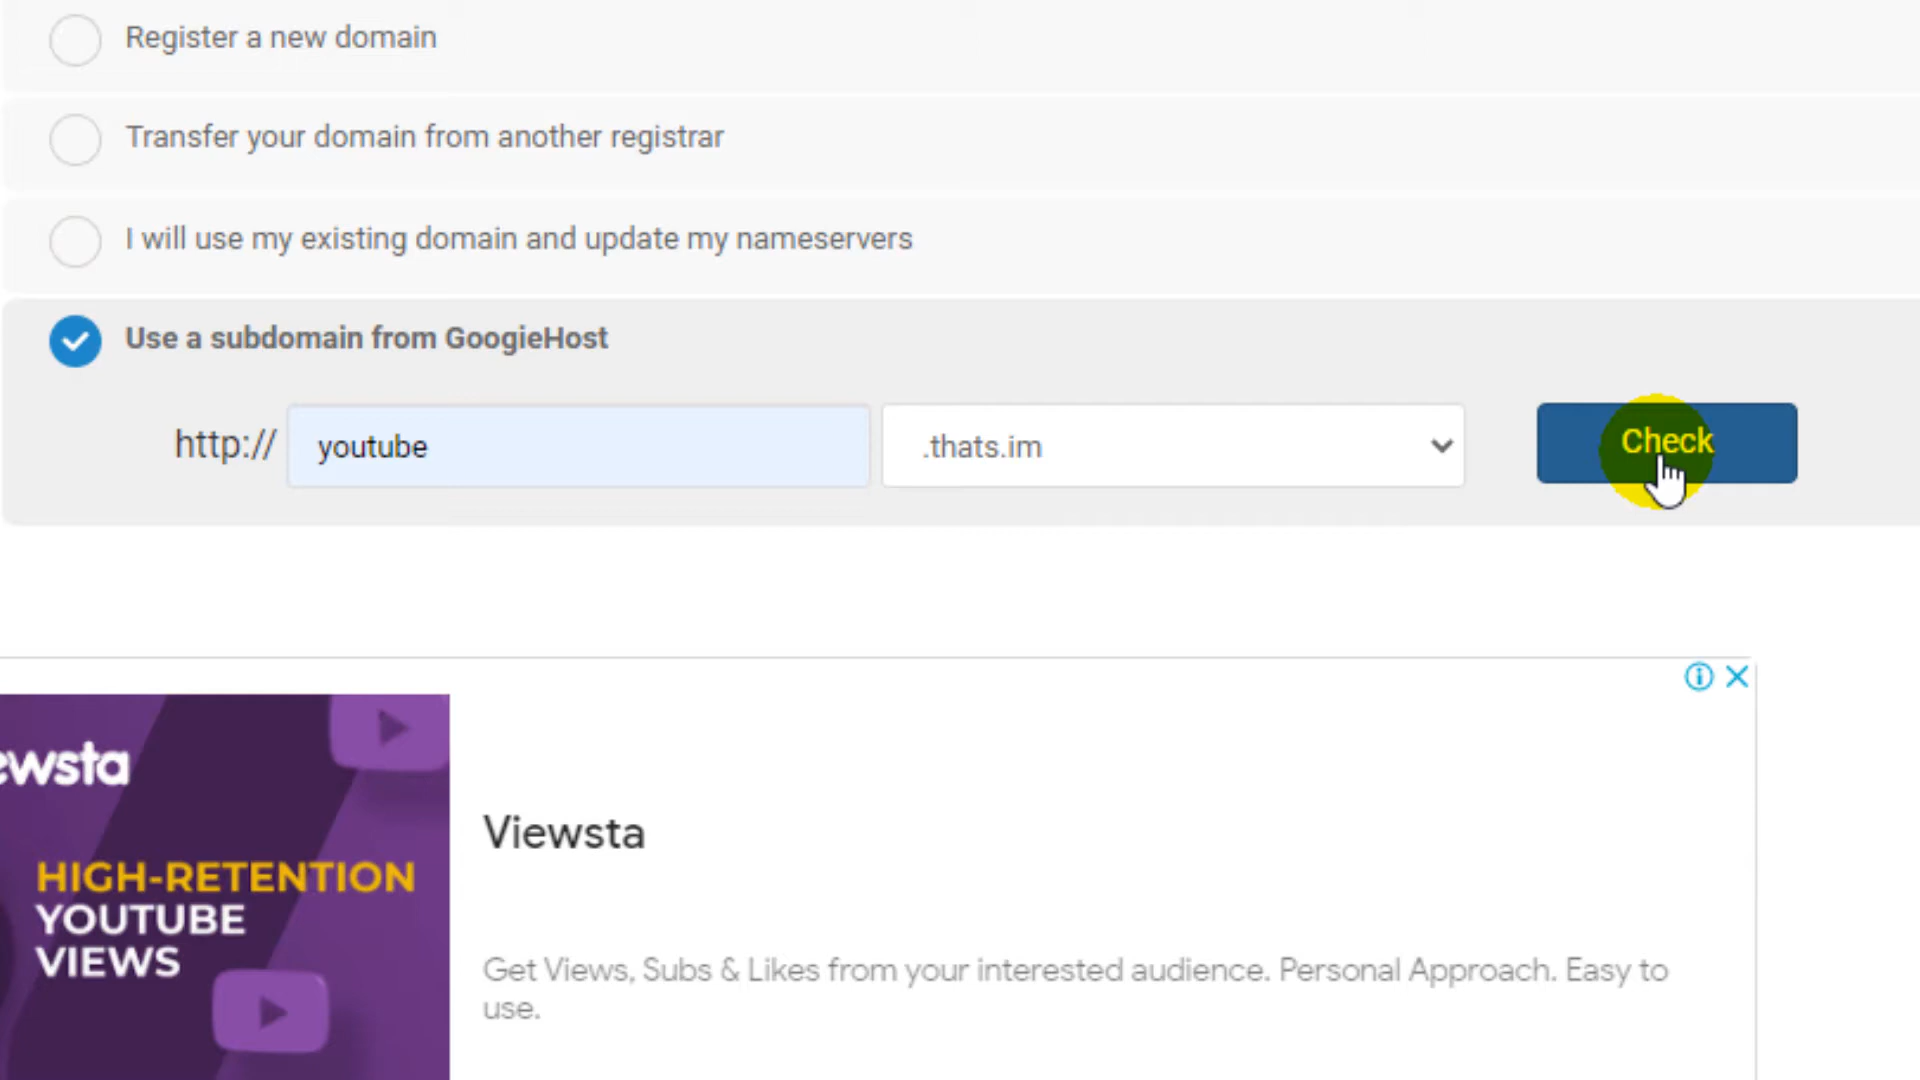 Register a new domain
Transfer your domain from another registrar
I will use my existing domain and update my nameservers
Use a subdomain from GoogieHost
http:// youtube .thats.im Check
ewsta
HIGH-RETENTION
YOUTUBE
VIEWS
Viewsta
Get Views, Subs & Likes from your interested audience. Personal Approach. Easy to
use.